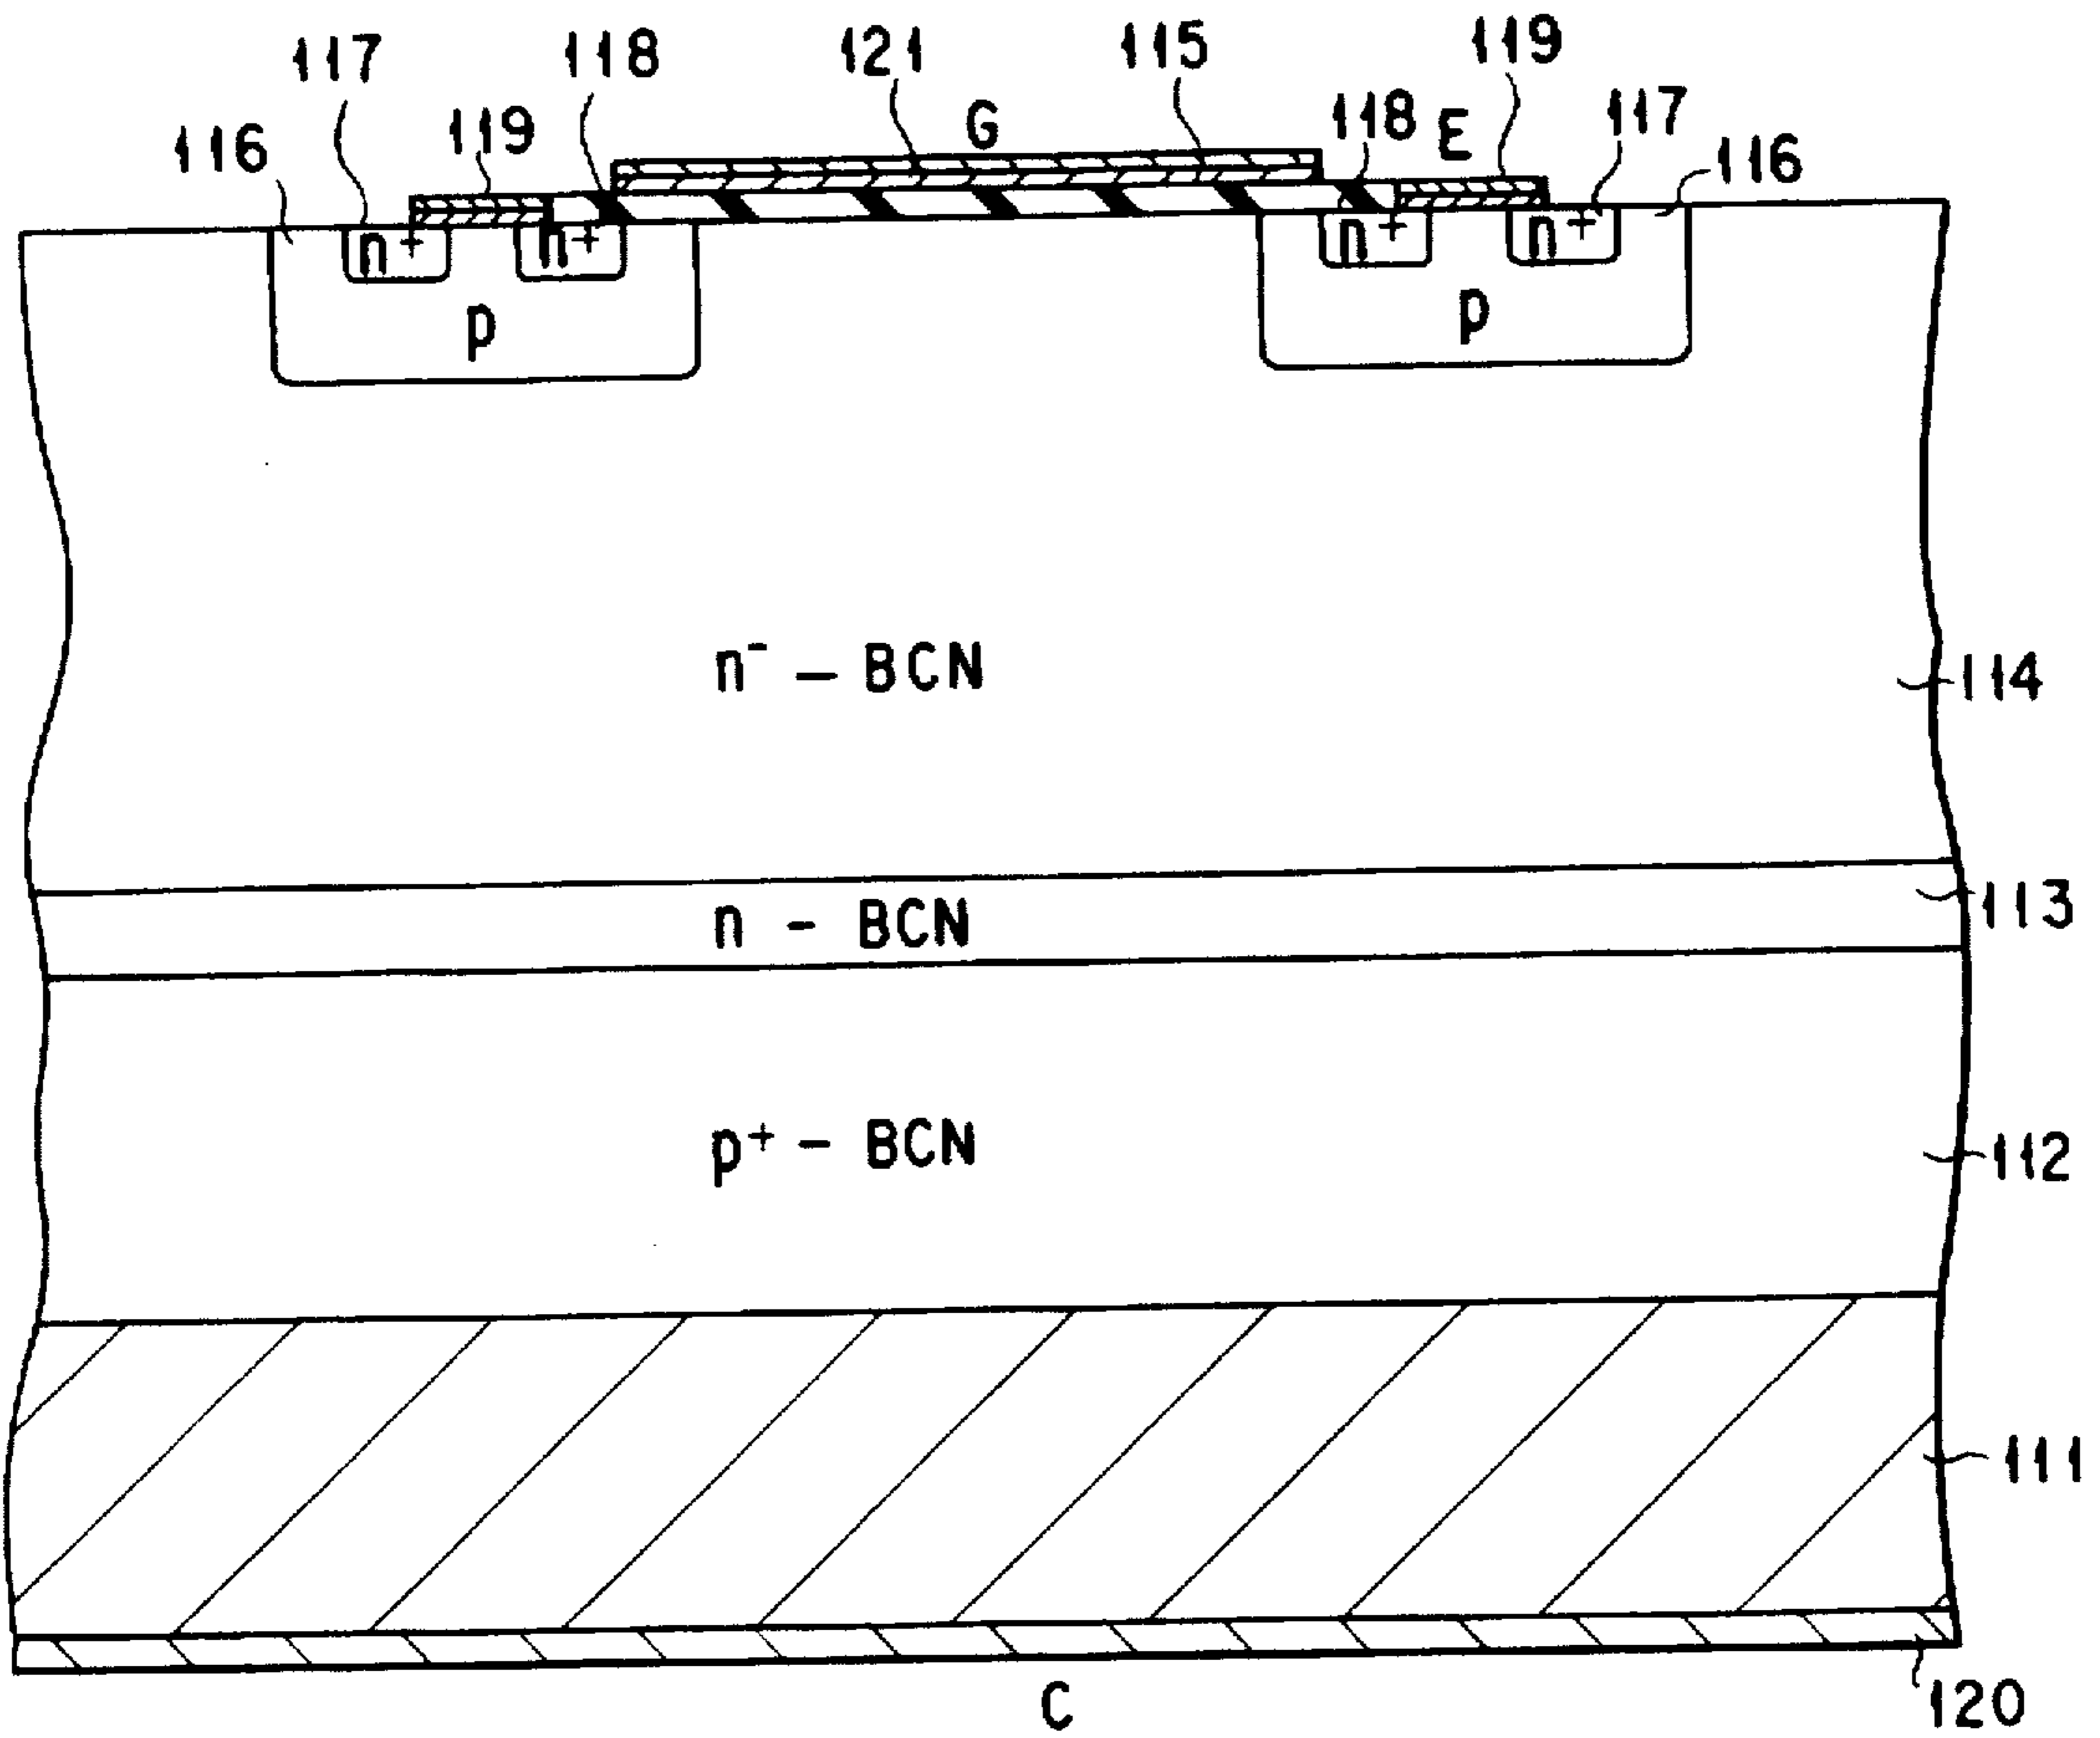 117 118 121 115 119
116 119 G 118 E 117 116
n+ n+ n+ n+
p p
n- – BCN 114
n - BCN 113
p+ - BCN 112
111
C 120